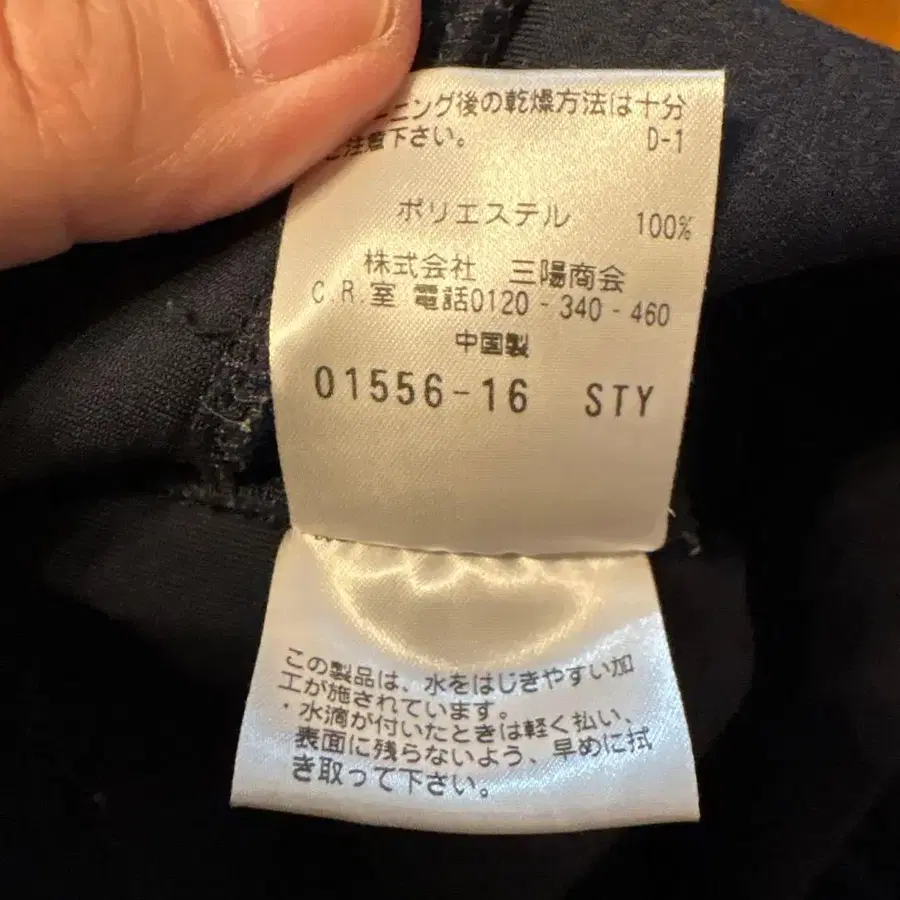 ニング後の乾燥方法は十分
ご注意下さい。 D-1
ポリエステル 100%
株式会社 三陽商会
C.R.室 電話0120-340-460
中国製
01556-16 STY
この製品は、水をはじきやすい加
工が施されています。
・水滴が付いたときは軽く払い、
表面に残らないよう、早めに拭
き取って下さい。